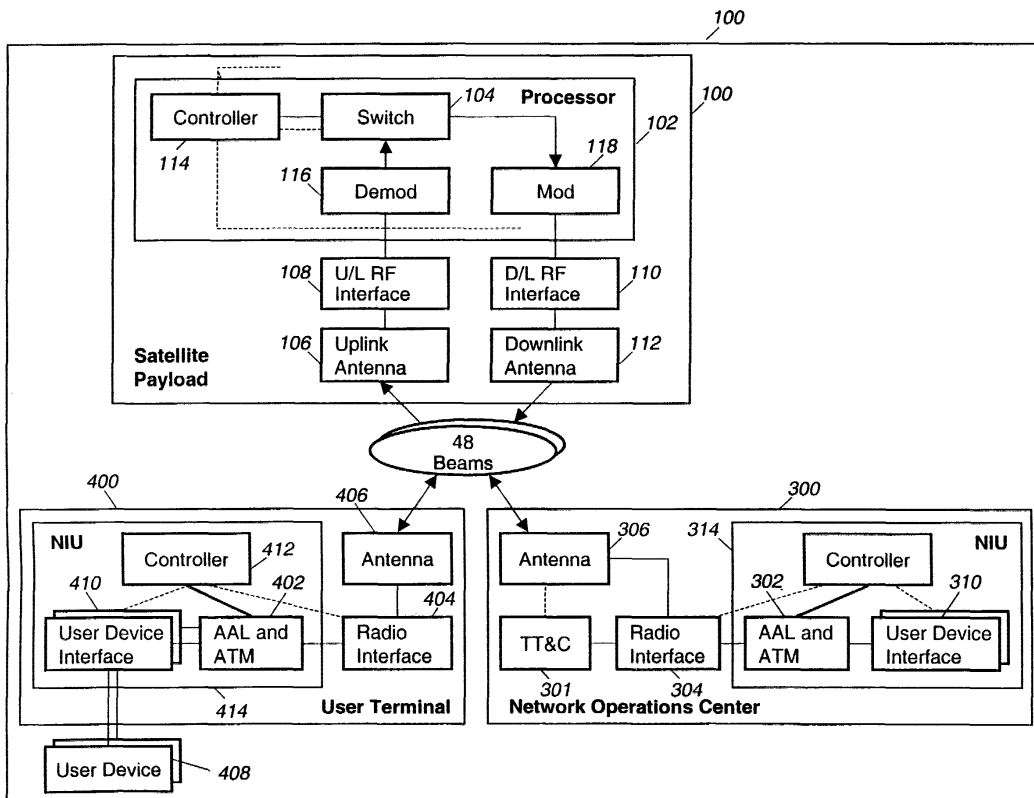 100
100
Processor
104
Controller
Switch
102
114
118
116
Demod
Mod
108
U/L RF
Interface
D/L RF
Interface
110
106
Uplink
Antenna
Downlink
Antenna
112
Satellite
Payload
48
Beams
400
406
300
NIU
Controller
412
Antenna
Antenna
306
314
NIU
Controller
410
402
404
302
310
User Device
Interface
AAL and
ATM
Radio
Interface
TT&C
Radio
Interface
AAL and
ATM
User Device
Interface
301
304
414
User Terminal
Network Operations Center
User Device
408